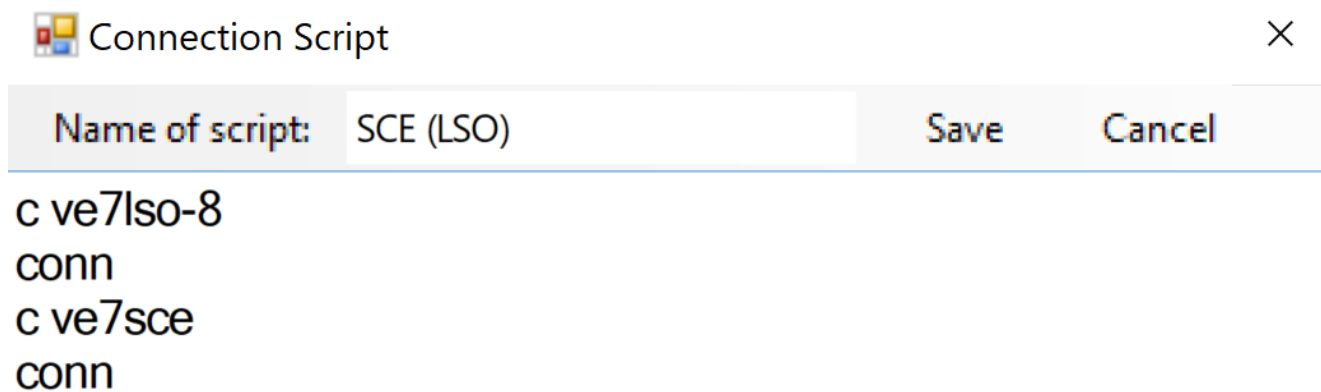 Connection Script
Name of script: SCE (LSO) Save Cancel
c ve7lso-8
conn
c ve7sce
conn